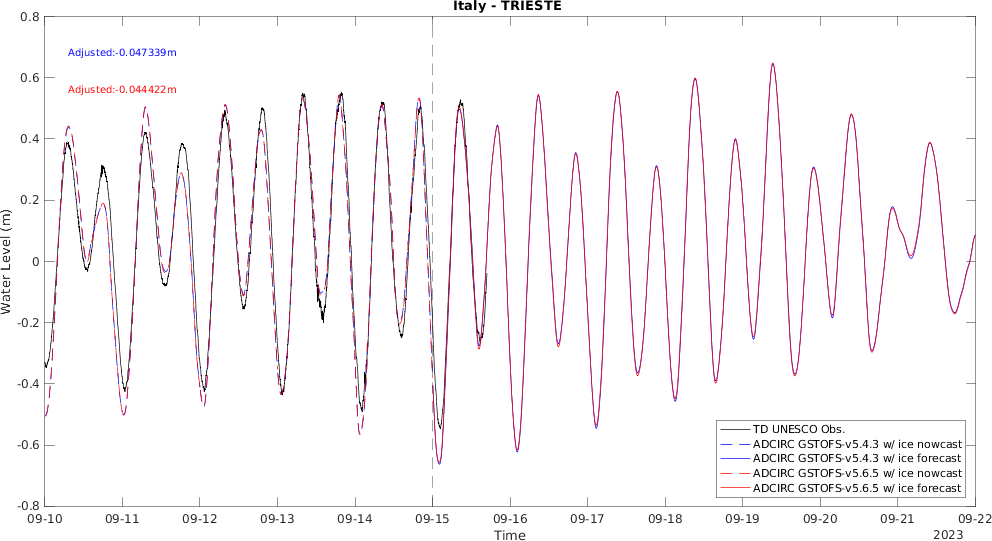 Italy - TRIESTE
Adjusted:-0.047339m
Adjusted:-0.044422m
0.8
0.6
0.4
0.2
0
-0.2
-0.4
-0.6
-0.8
Water Level (m)
TD UNESCO Obs.
ADCIRC GSTOFS-v5.4.3 w/ ice nowcast
ADCIRC GSTOFS-v5.4.3 w/ ice forecast
ADCIRC GSTOFS-v5.6.5 w/ ice nowcast
ADCIRC GSTOFS-v5.6.5 w/ ice forecast
09-10 09-11 09-12 09-13 09-14 09-15 09-16 09-17 09-18 09-19 09-20 09-21 09-22
Time
2023